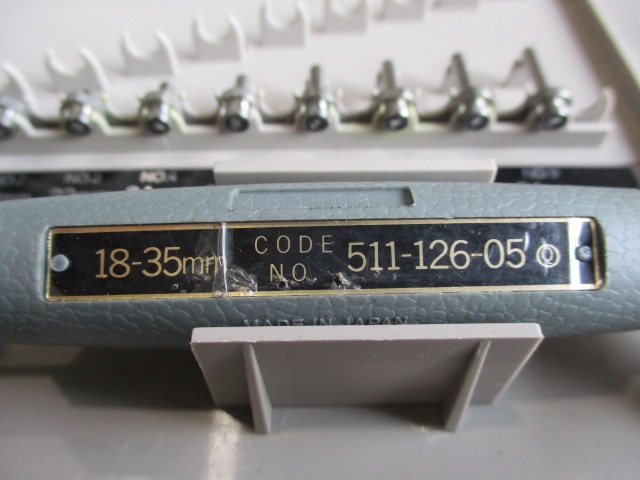 18-35mm CODE NO. 511-126-05 Q
MADE IN JAPAN